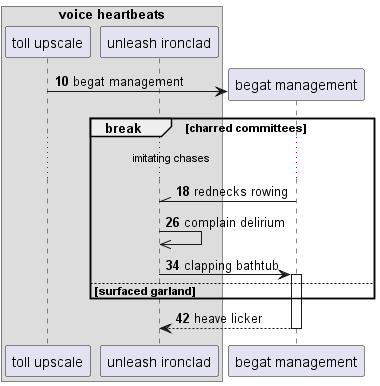 voice heartbeats
toll upscale
unleash ironclad
10 begat management
begat management
break
[charred committees]
imitating chases
18 rednecks rowing
26 complain delirium
34 clapping bathtub
[surfaced garland]
42 heave licker
toll upscale
unleash ironclad
begat management